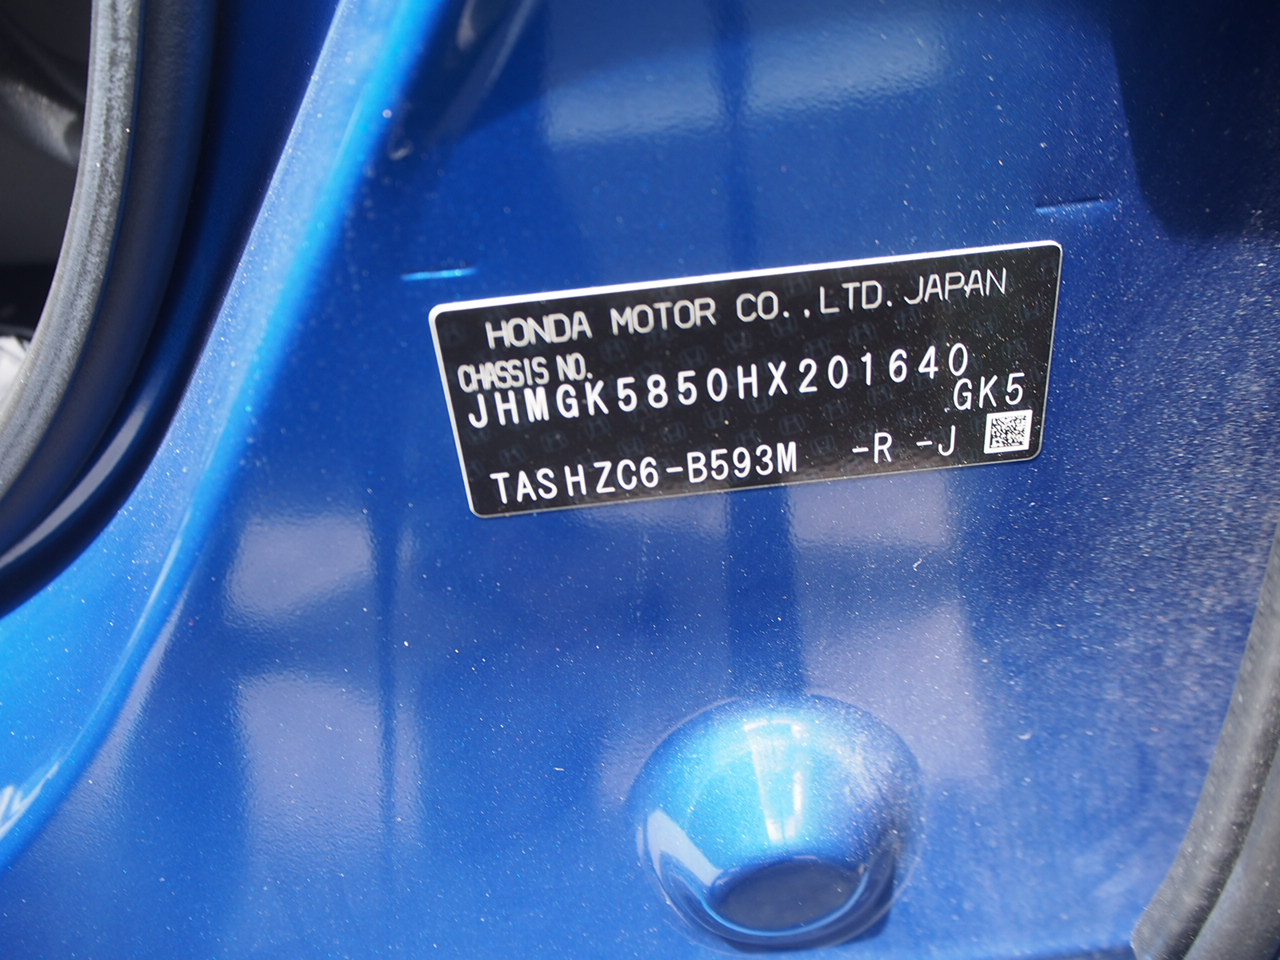 HONDA MOTOR CO.,LTD. JAPAN
CHASSIS NO.
JHMGK5850HX201640
GK5
TASHZC6-B593M -R -J